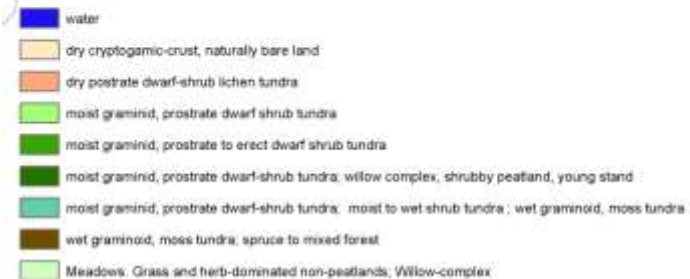 water
dry cryptogamic-crust, naturally bare land
dry postrate dwarf-shrub lichen tundra
moist graminid, prostrate dwarf shrub tundra
moist graminid, prostrate to erect dwarf shrub tundra
moist graminid, prostrate dwarf-shrub tundra; willow complex, shrubby peatland, young stand
moist graminid, prostrate dwarf-shrub tundra; moist to wet shrub tundra ; wet graminoid, moss tundra
wet graminoid, moss tundra; spruce to mixed forest
Meadows. Grass and herb-dominated non-peatlands; Willow-complex